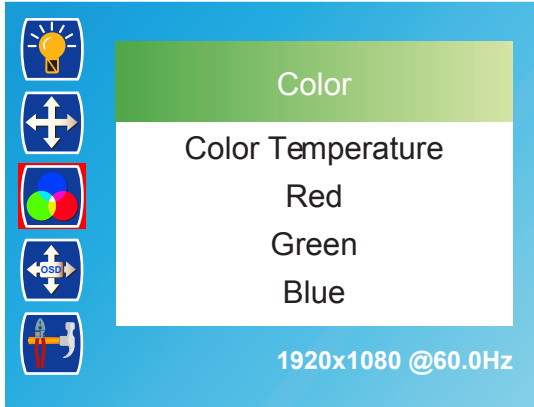 Color
Color Temperature
Red
Green
OSD
Blue
1920x1080 @60.0Hz